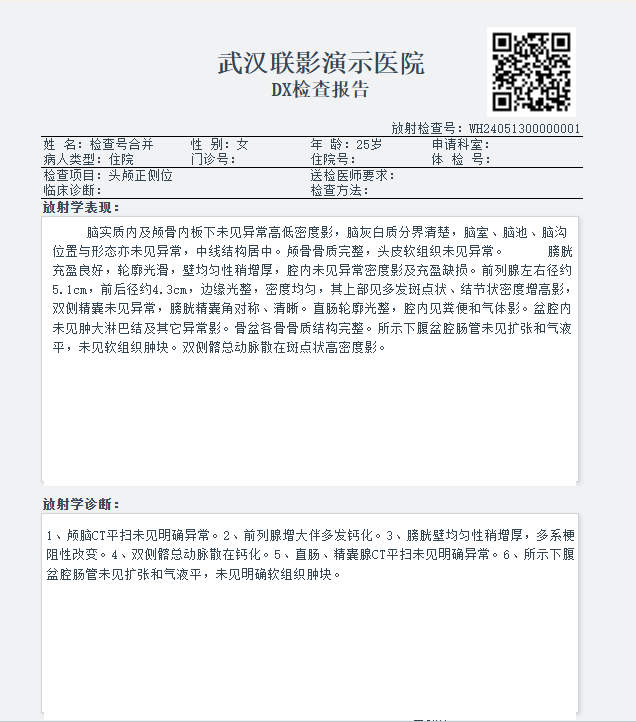 武汉联影演示医院
DX检查报告
放射检查号：WH24051300000001
姓 名：检查号合并 性 别：女 年 龄：25岁 申请科室：
病人类型：住院 门诊号： 住院号： 体 检 号：
检查项目：头颅正侧位 送检医师要求：
临床诊断： 检查方法：
放射学表现：
脑实质内及颅骨内板下未见异常高低密度影，脑灰白质分界清楚，脑室、脑池、脑沟
位置与形态亦未见异常，中线结构居中。颅骨骨质完整，头皮软组织未见异常。 膀胱
充盈良好，轮廓光滑，壁均匀性稍增厚，腔内未见异常密度影及充盈缺损。前列腺左右径约
5.1cm，前后径约4.3cm，边缘光整，密度均匀，其上部见多发斑点状、结节状密度增高影，
双侧精囊未见异常，膀胱精囊角对称、清晰。直肠轮廓光整，腔内见粪便和气体影。盆腔内
未见肿大淋巴结及其它异常影。骨盆各骨骨质结构完整。所示下腹盆腔肠管未见扩张和气液
平，未见软组织肿块。双侧髂总动脉散在斑点状高密度影。
放射学诊断：
1、颅脑CT平扫未见明确异常。2、前列腺增大伴多发钙化。3、膀胱壁均匀性稍增厚，多系梗
阻性改变。4、双侧髂总动脉散在钙化。5、直肠、精囊腺CT平扫未见明确异常。6、所示下腹
盆腔肠管未见扩张和气液平，未见明确软组织肿块。